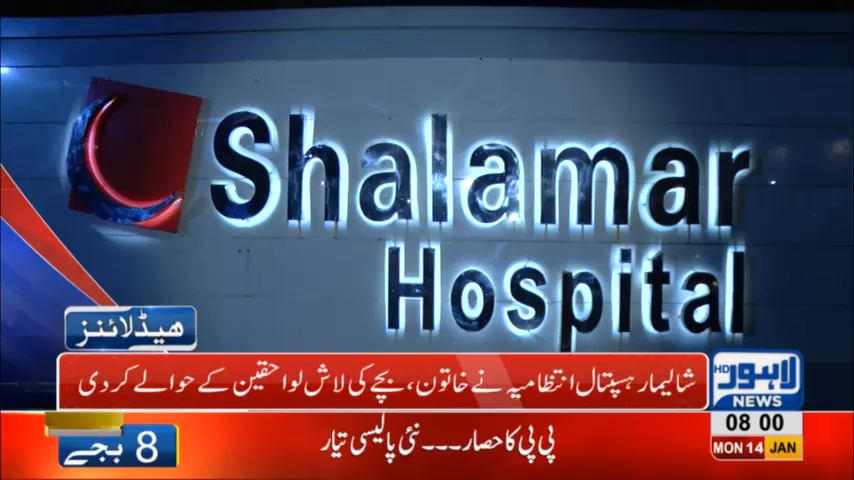 Shalamar
Hospital
ہیڈلائنز
شالیمار ہسپتال انتظامیہ نے خاتون، بچے کی لاش لواحقین کے حوالے کردی
HD لاہور
NEWS
8 بجے
پی پی کا حصار ۔۔۔ نئی پالیسی تیار
08 00
MON 14 JAN